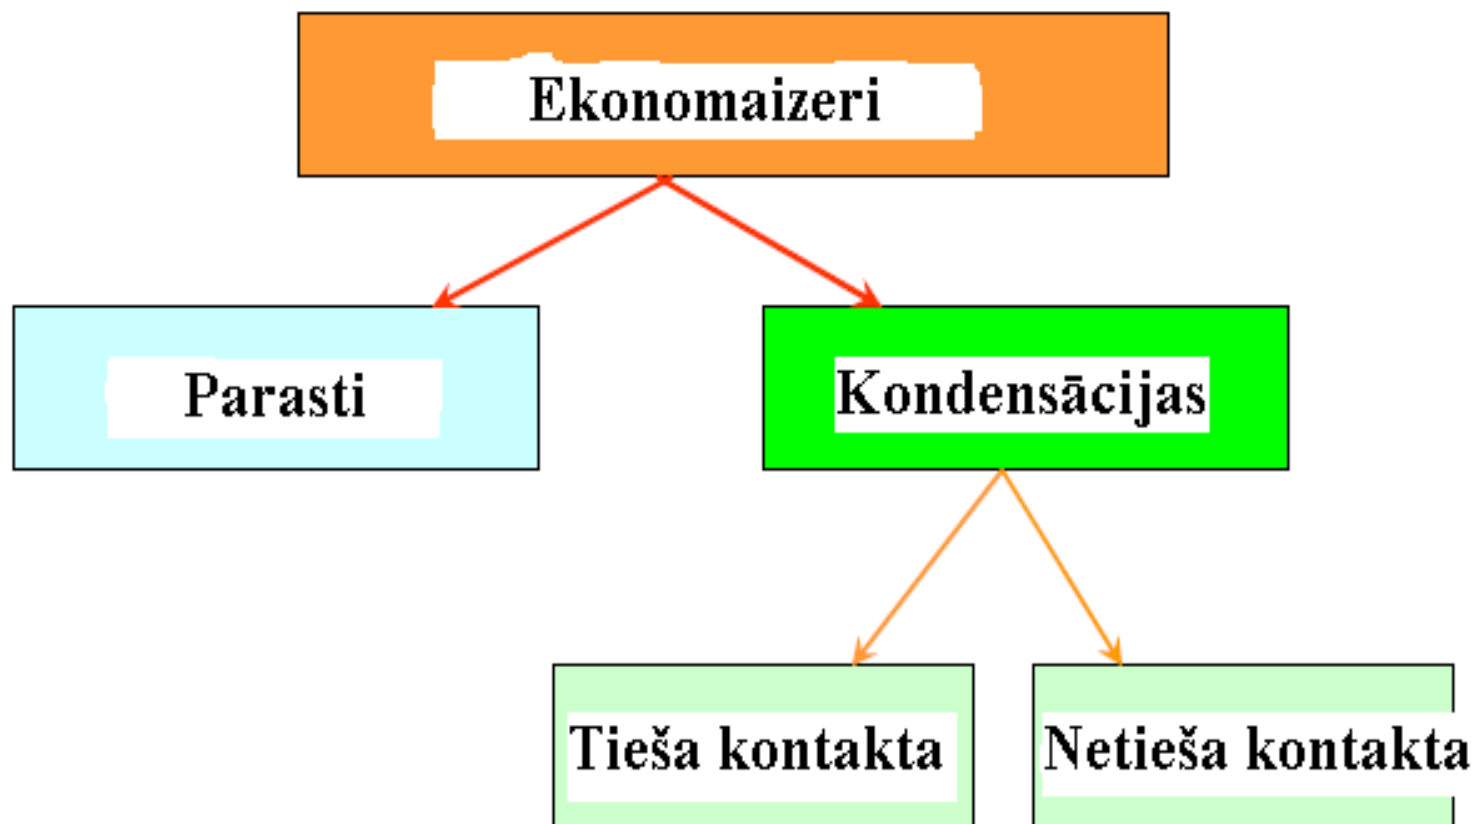 Ekonomaizeri
Parasti
Kondensācijas
Tieša kontakta
Netieša kontakta